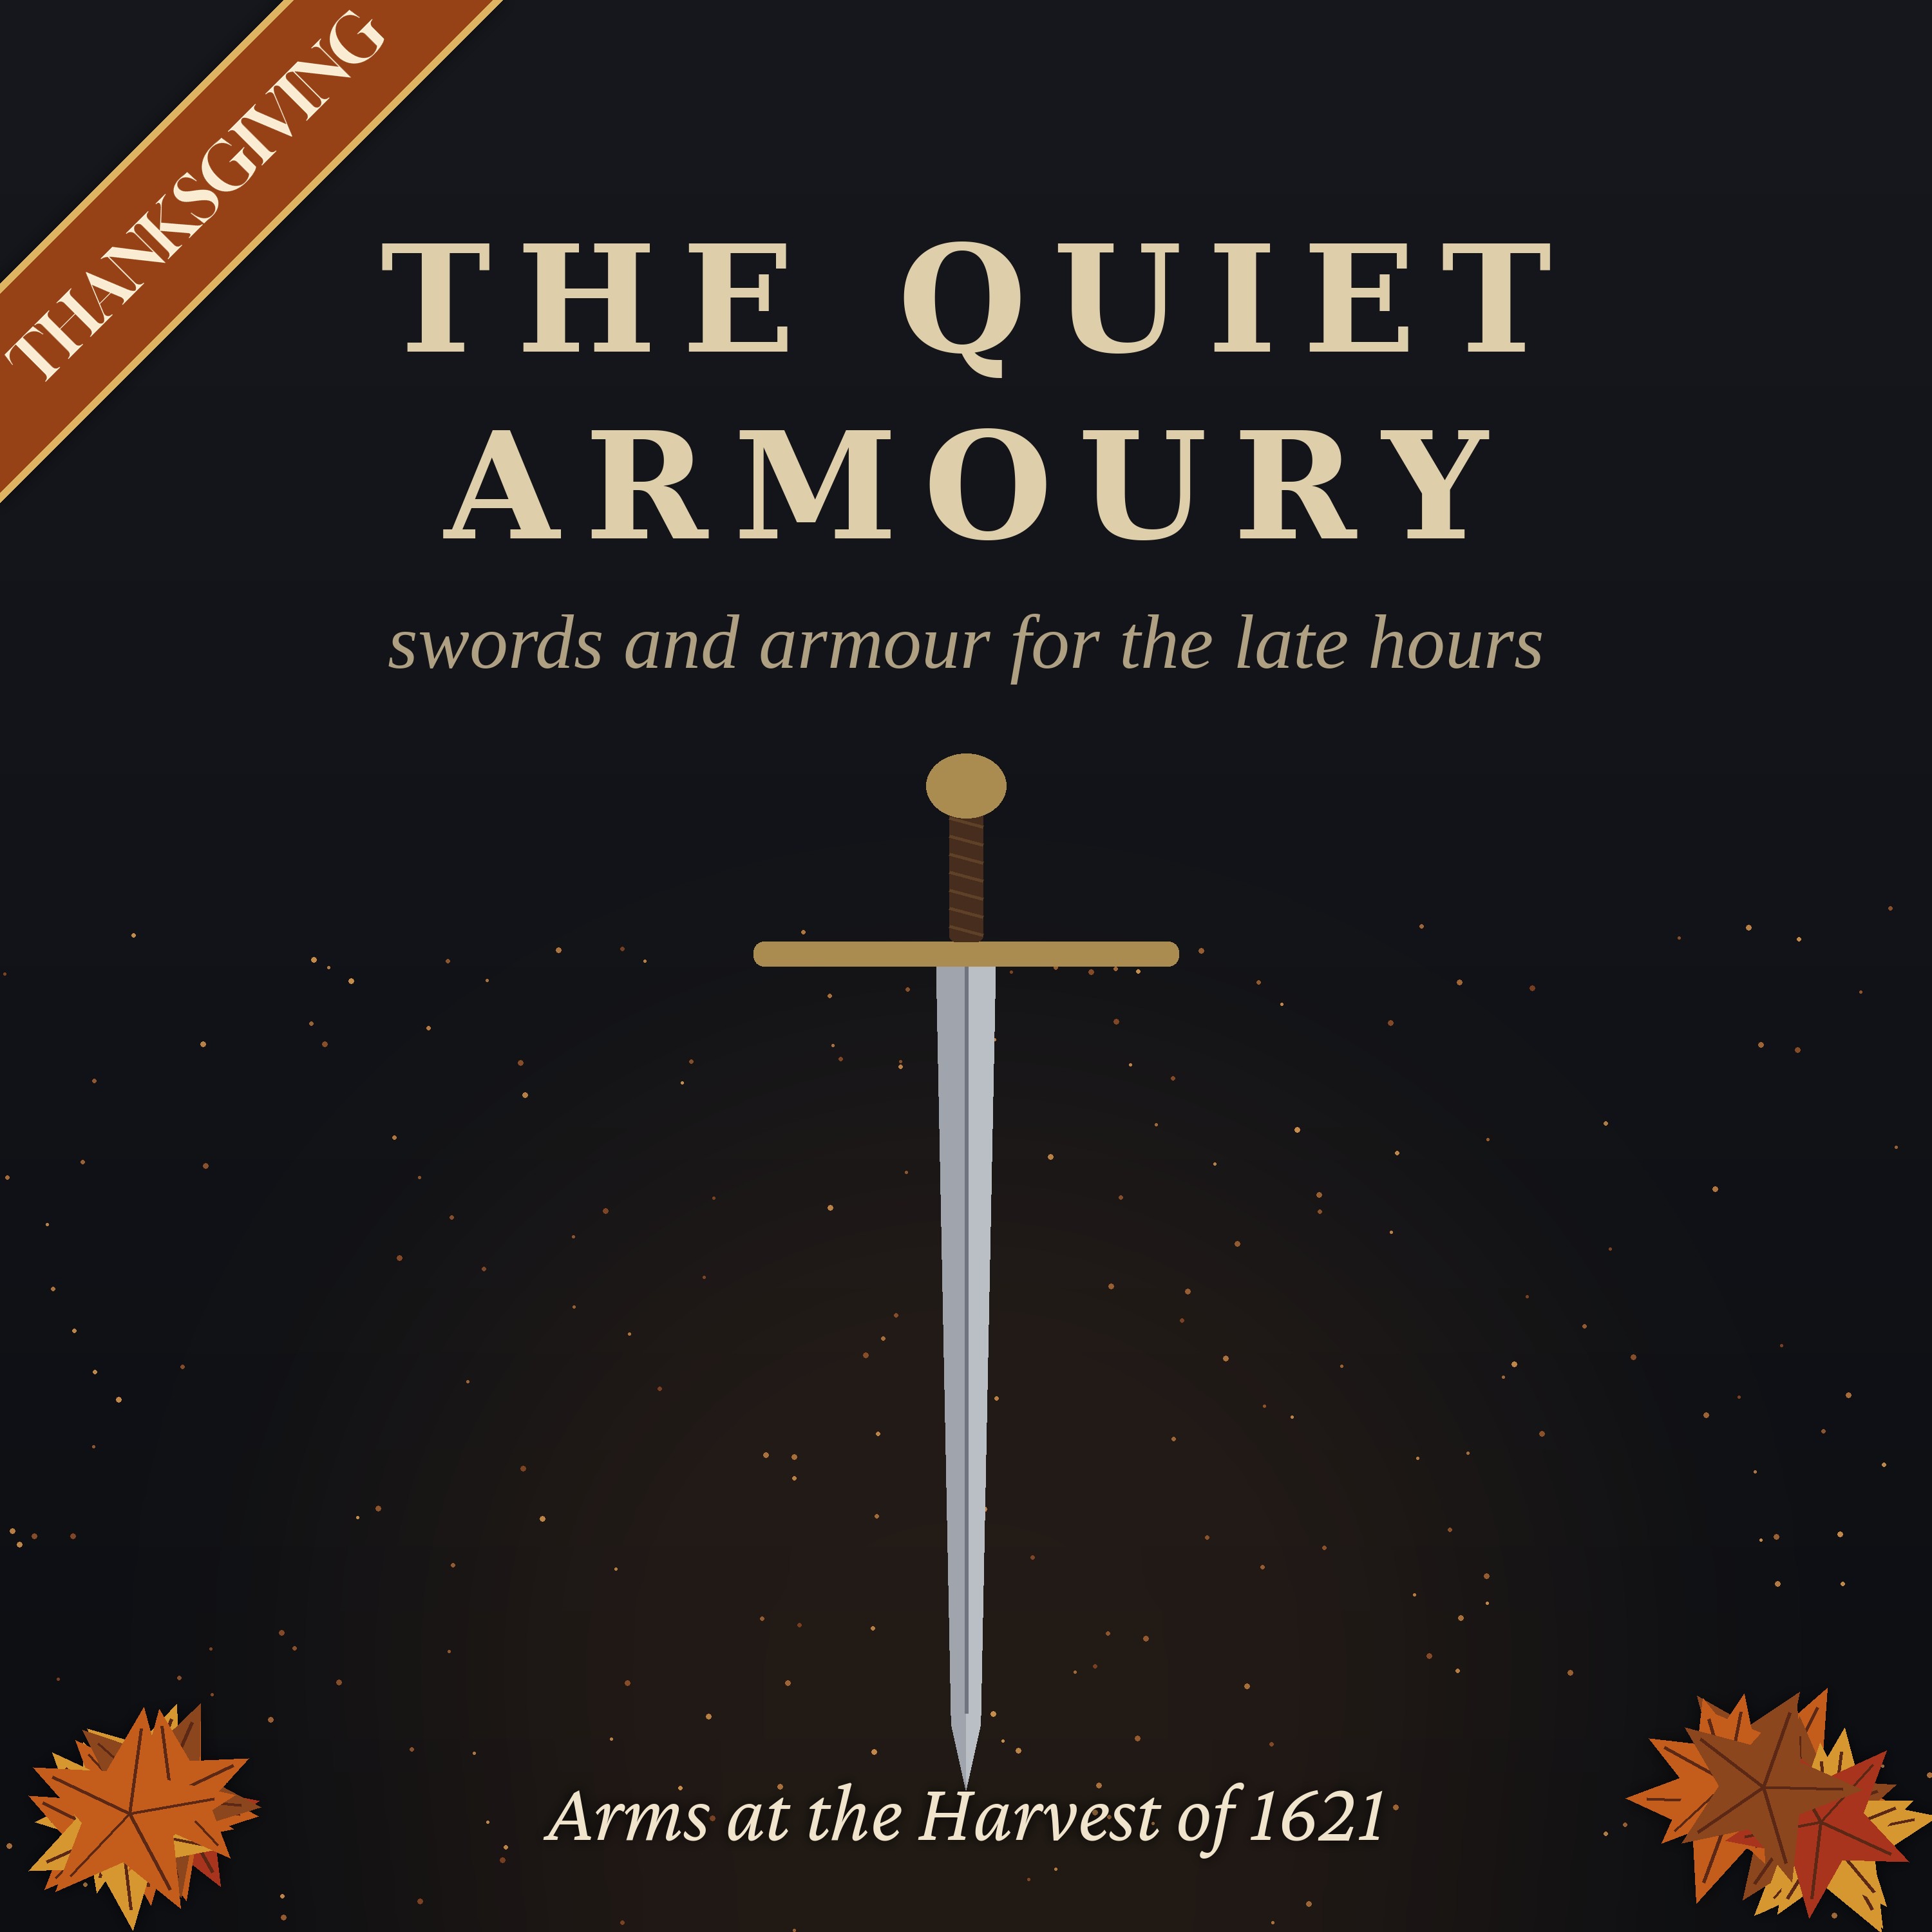 THANKSGIVING
THE QUIET
ARMOURY
swords and armour for the late hours
Arms at the Harvest of 1621